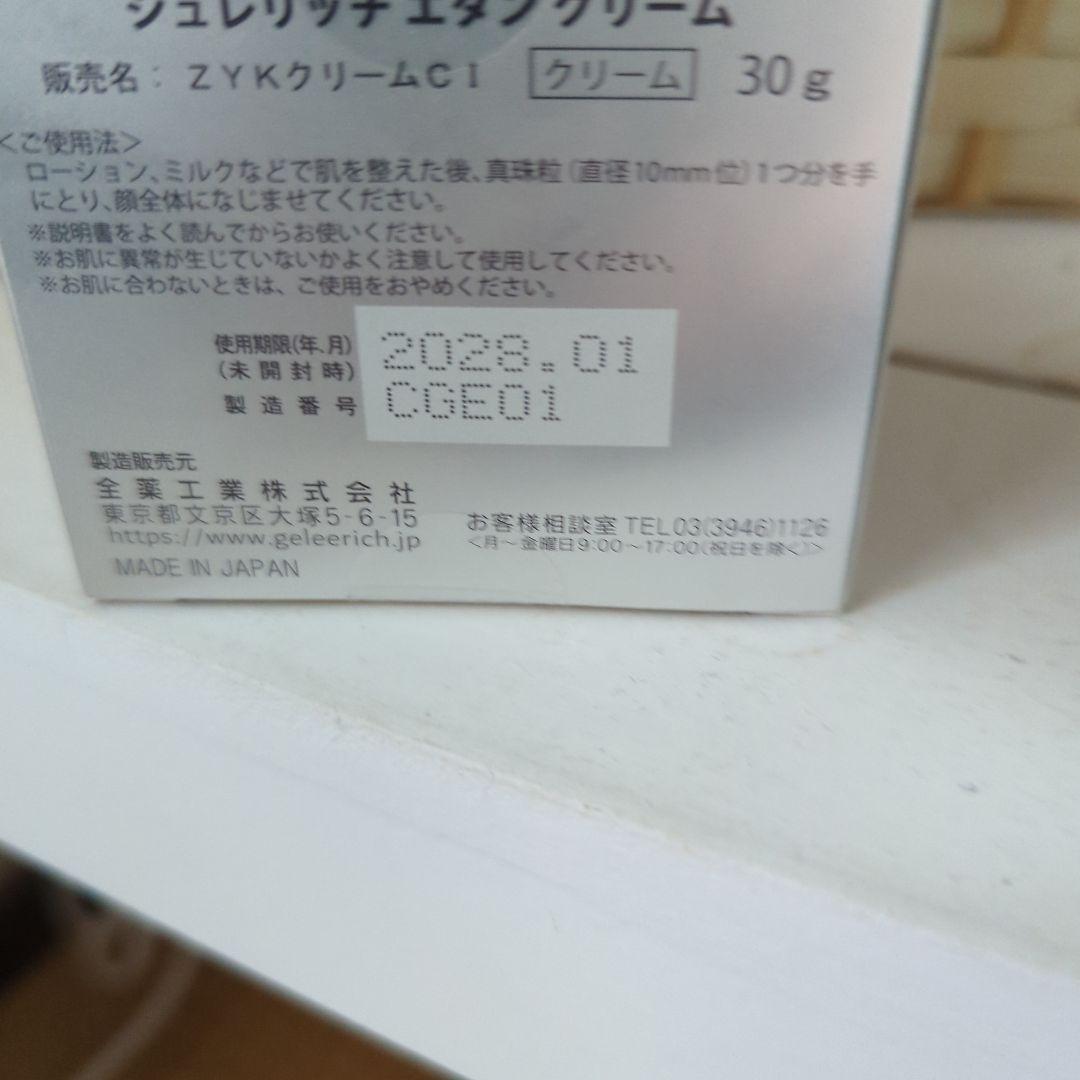 ジュレリッチ エタンクリーム
販売名：ZYKクリームCI クリーム 30g
＜ご使用法＞
ローション、ミルクなどで肌を整えた後、真珠粒（直径10mm位）1つ分を手
にとり、顔全体になじませてください。
※説明書をよく読んでからお使いください。
※お肌に異常が生じていないかよく注意して使用してください。
※お肌に合わないときは、ご使用をおやめください。
使用期限(年、月) 2028.01
（未開封時）
製造番号 CGE01
製造販売元
全薬工業株式会社
東京都文京区大塚5-6-15
https://www.geleerich.jp
お客様相談室 TEL03(3946)1126
＜月〜金曜日9:00〜17:00(祝日を除く)＞
MADE IN JAPAN